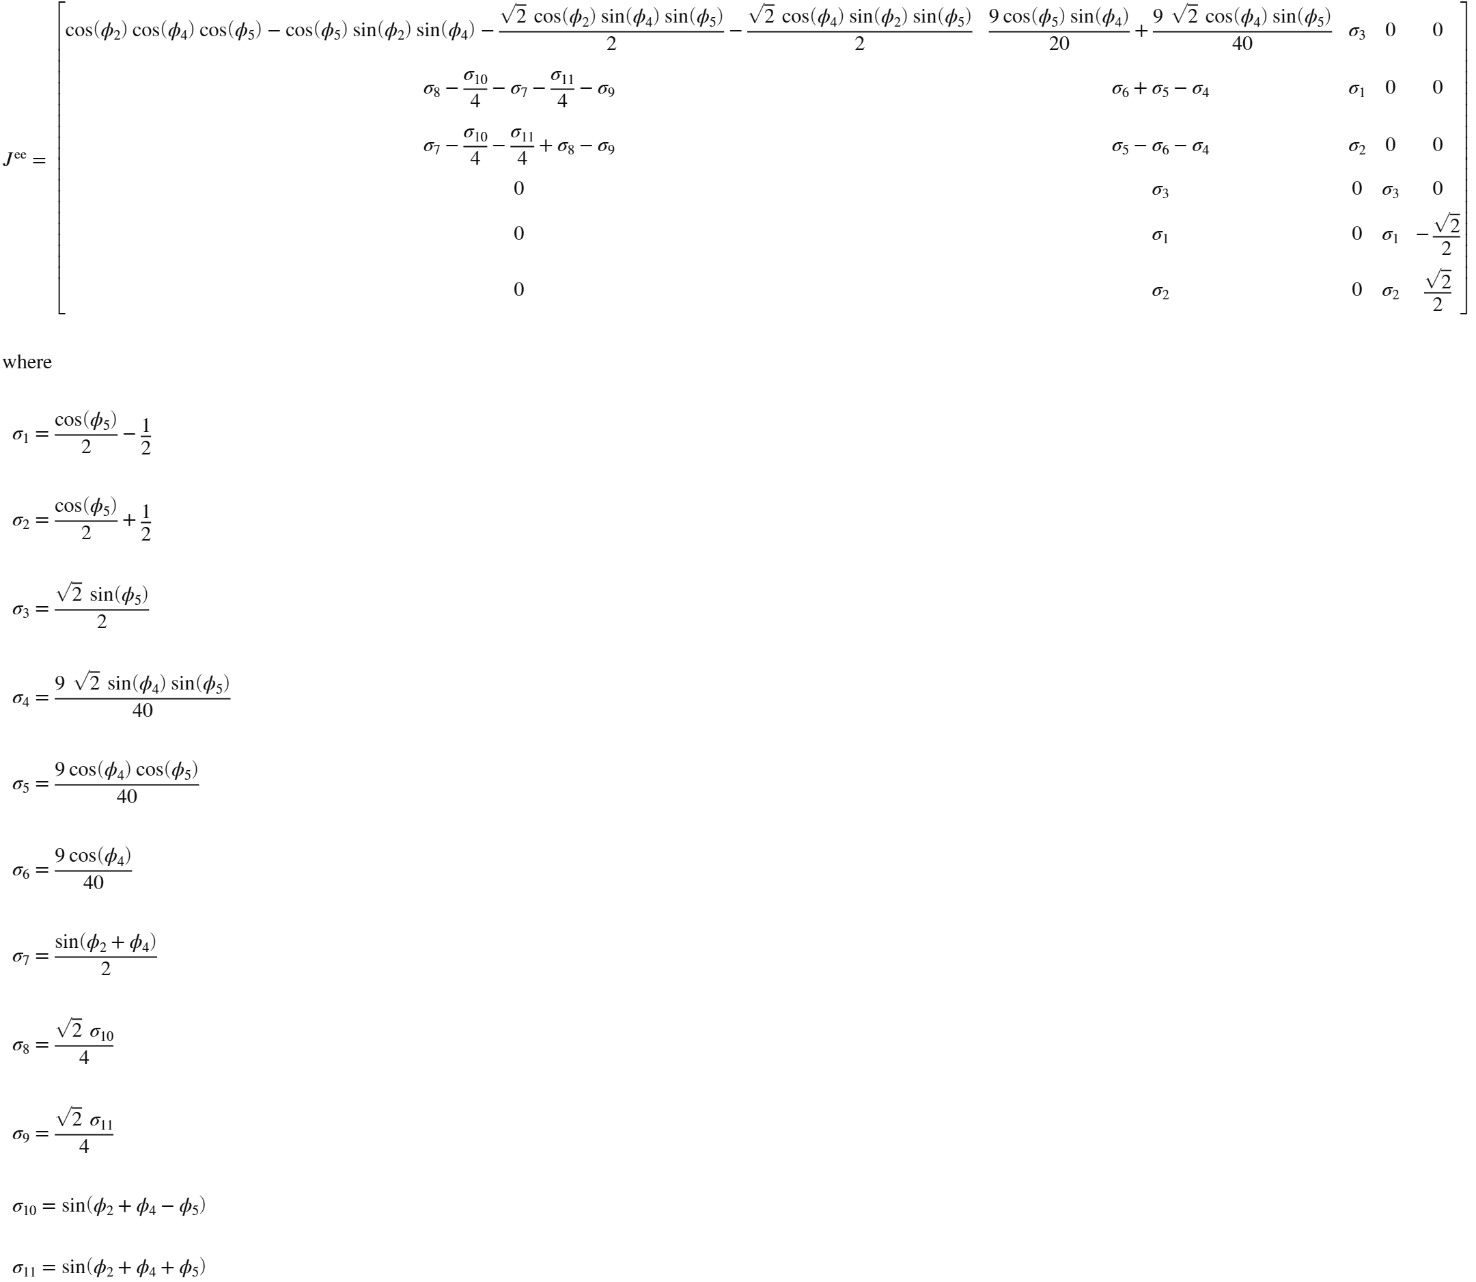 J^ee = [ cos(ϕ₂) cos(ϕ₄) cos(ϕ₅) − cos(ϕ₅) sin(ϕ₂) sin(ϕ₄) − (√2 cos(ϕ₂) sin(ϕ₄) sin(ϕ₅))/2 − (√2 cos(ϕ₄) sin(ϕ₂) sin(ϕ₅))/2   (9 cos(ϕ₅) sin(ϕ₄))/20 + (9 √2 cos(ϕ₄) sin(ϕ₅))/40   σ₃   0   0
σ₈ − σ₁₀/4 − σ₇ − σ₁₁/4 − σ₉   σ₆ + σ₅ − σ₄   σ₁   0   0
σ₇ − σ₁₀/4 − σ₁₁/4 + σ₈ − σ₉   σ₅ − σ₆ − σ₄   σ₂   0   0
0   σ₃   0   σ₃   0
0   σ₁   0   σ₁   −√2/2
0   σ₂   0   σ₂   √2/2 ]
where
σ₁ = cos(ϕ₅)/2 − 1/2
σ₂ = cos(ϕ₅)/2 + 1/2
σ₃ = (√2 sin(ϕ₅))/2
σ₄ = (9 √2 sin(ϕ₄) sin(ϕ₅))/40
σ₅ = (9 cos(ϕ₄) cos(ϕ₅))/40
σ₆ = (9 cos(ϕ₄))/40
σ₇ = sin(ϕ₂ + ϕ₄)/2
σ₈ = (√2 σ₁₀)/4
σ₉ = (√2 σ₁₁)/4
σ₁₀ = sin(ϕ₂ + ϕ₄ − ϕ₅)
σ₁₁ = sin(ϕ₂ + ϕ₄ + ϕ₅)